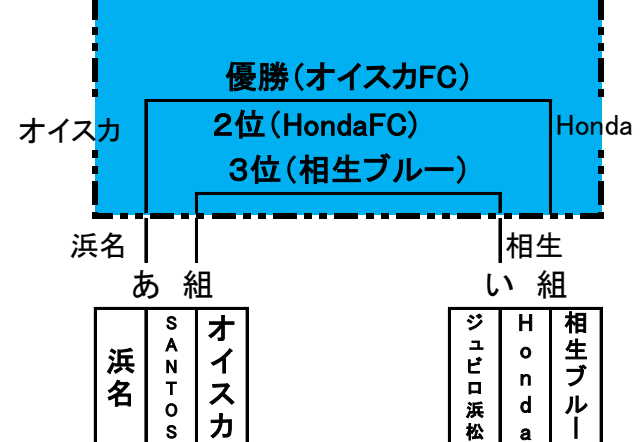 優勝(オイスカFC)
オイスカ
2位(HondaFC)
Honda
3位(相生ブルー)
浜名
相生
あ 組
い 組
浜名
SANTOS
オイスカ
ジュビロ浜松
Honda
相生ブルー